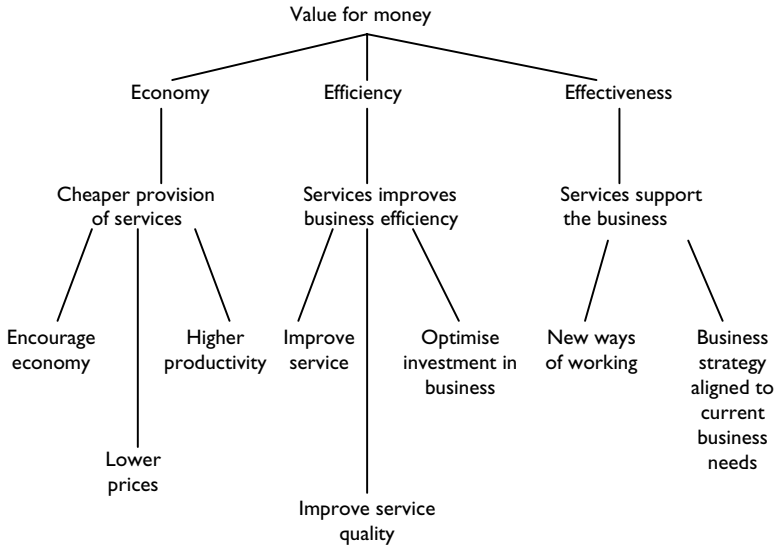 Value for money
Economy
Efficiency
Effectiveness
Cheaper provision
of services
Services improves
business efficiency
Services support
the business
Encourage
economy
Higher
productivity
Improve
service
Optimise
investment in
business
New ways
of working
Business
strategy
aligned to
current
business
needs
Lower
prices
Improve service
quality